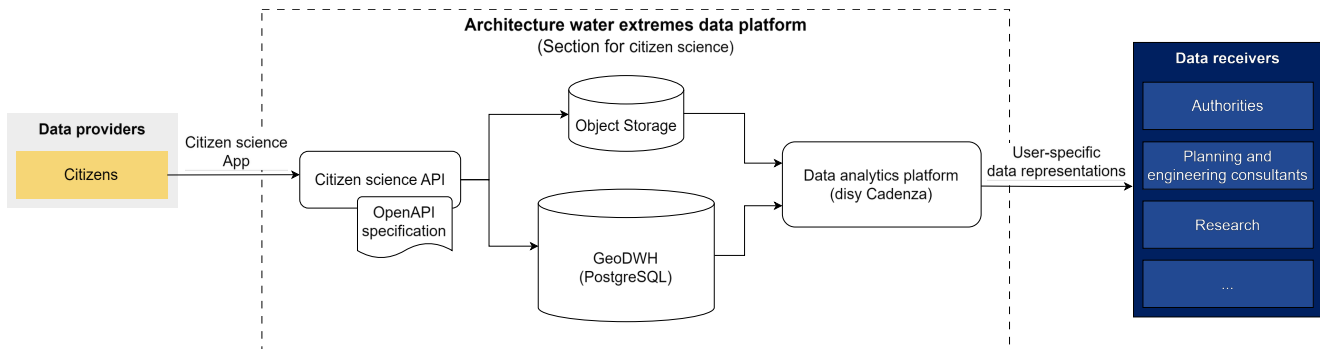 Architecture water extremes data platform
(Section for citizen science)
Data providers
Citizens
Citizen science
App
Citizen science API
OpenAPI
specification
Object Storage
GeoDWH
(PostgreSQL)
Data analytics platform
(disy Cadenza)
User-specific
data representations
Data receivers
Authorities
Planning and
engineering consultants
Research
...